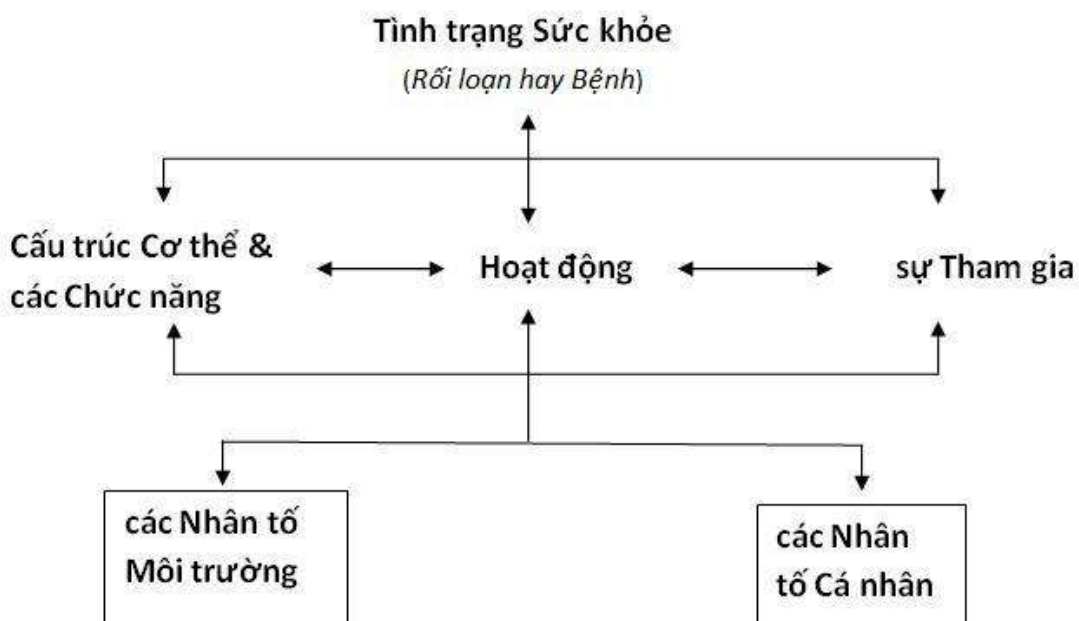 Tình trạng Sức khỏe
(Rối loạn hay Bệnh)
Cấu trúc Cơ thể &
các Chức năng
Hoạt động
sự Tham gia
các Nhân tố
Môi trường
các Nhân
tố Cá nhân